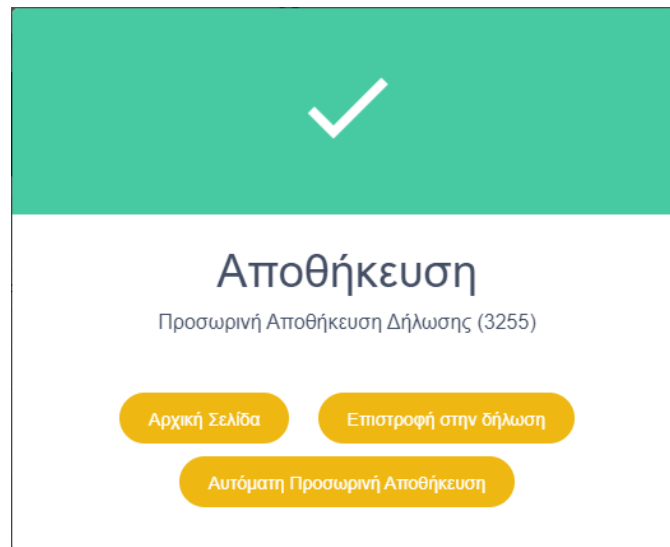 Αποθήκευση
Προσωρινή Αποθήκευση Δήλωσης (3255)
Αρχική Σελίδα
Επιστροφή στην δήλωση
Αυτόματη Προσωρινή Αποθήκευση